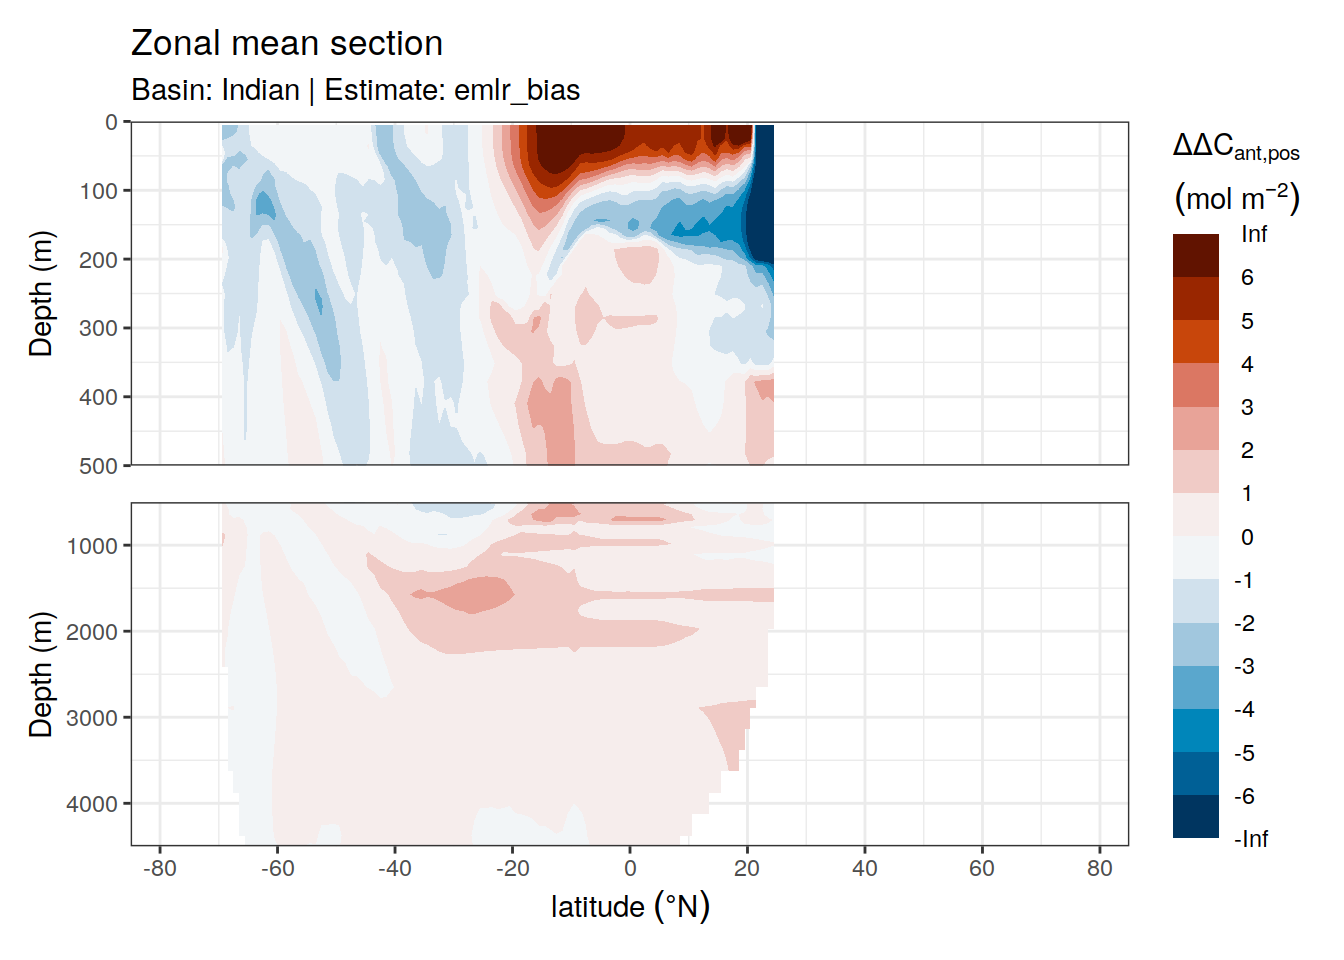 Zonal mean section
Basin: Indian | Estimate: emlr_bias
0
100
200
300
400
500
Depth (m)
1000
2000
3000
4000
Depth (m)
-80 -60 -40 -20 0 20 40 60 80
latitude (°N)
ΔΔCant,pos
(mol m−2)
Inf
6
5
4
3
2
1
0
-1
-2
-3
-4
-5
-6
-Inf